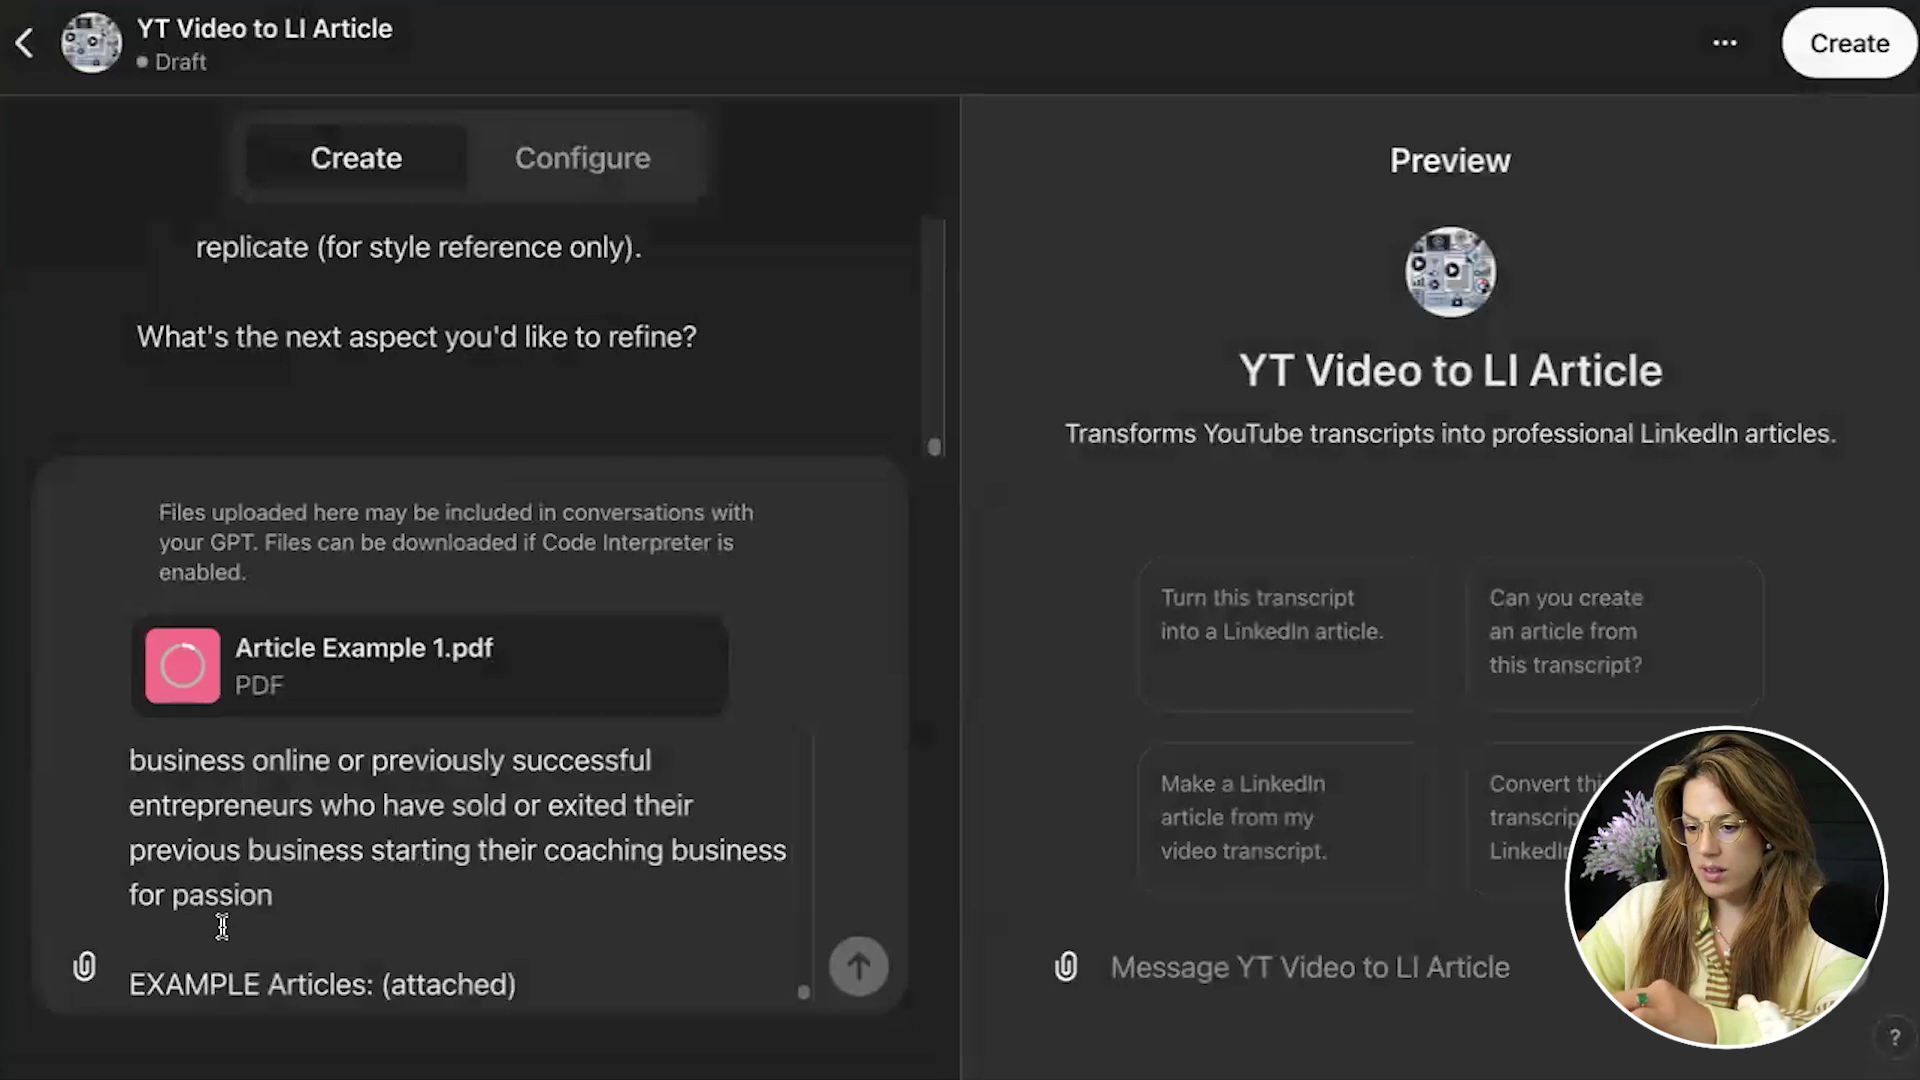 YT Video to LI Article
Draft
Create
Create
Configure
replicate (for style reference only).
What's the next aspect you'd like to refine?
Files uploaded here may be included in conversations with
your GPT. Files can be downloaded if Code Interpreter is
enabled.
Article Example 1.pdf
PDF
business online or previously successful
entrepreneurs who have sold or exited their
previous business starting their coaching business
for passion
EXAMPLE Articles: (attached)
Preview
YT Video to LI Article
Transforms YouTube transcripts into professional LinkedIn articles.
Turn this transcript
into a LinkedIn article.
Can you create
an article from
this transcript?
Make a LinkedIn
article from my
video transcript.
Convert
Message YT Video to LI Article
?